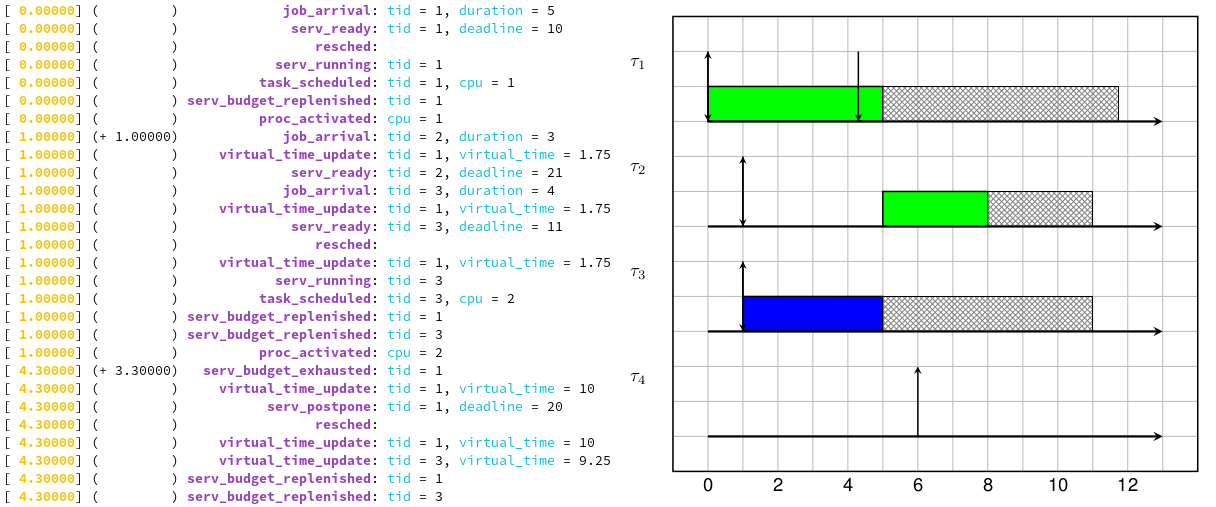 [ 0.00000] (          )             job_arrival: tid = 1, duration = 5
[ 0.00000] (          )              serv_ready: tid = 1, deadline = 10
[ 0.00000] (          )                 resched:
[ 0.00000] (          )            serv_running: tid = 1
[ 0.00000] (          )          task_scheduled: tid = 1, cpu = 1
[ 0.00000] (          ) serv_budget_replenished: tid = 1
[ 0.00000] (          )          proc_activated: cpu = 1
[ 1.00000] (+ 1.00000)             job_arrival: tid = 2, duration = 3
[ 1.00000] (          )     virtual_time_update: tid = 1, virtual_time = 1.75
[ 1.00000] (          )              serv_ready: tid = 2, deadline = 21
[ 1.00000] (          )             job_arrival: tid = 3, duration = 4
[ 1.00000] (          )     virtual_time_update: tid = 1, virtual_time = 1.75
[ 1.00000] (          )              serv_ready: tid = 3, deadline = 11
[ 1.00000] (          )                 resched:
[ 1.00000] (          )     virtual_time_update: tid = 1, virtual_time = 1.75
[ 1.00000] (          )            serv_running: tid = 3
[ 1.00000] (          )          task_scheduled: tid = 3, cpu = 2
[ 1.00000] (          ) serv_budget_replenished: tid = 1
[ 1.00000] (          ) serv_budget_replenished: tid = 3
[ 1.00000] (          )          proc_activated: cpu = 2
[ 4.30000] (+ 3.30000)   serv_budget_exhausted: tid = 1
[ 4.30000] (          )     virtual_time_update: tid = 1, virtual_time = 10
[ 4.30000] (          )           serv_postpone: tid = 1, deadline = 20
[ 4.30000] (          )                 resched:
[ 4.30000] (          )     virtual_time_update: tid = 1, virtual_time = 10
[ 4.30000] (          )     virtual_time_update: tid = 3, virtual_time = 9.25
[ 4.30000] (          ) serv_budget_replenished: tid = 1
[ 4.30000] (          ) serv_budget_replenished: tid = 3
τ1
τ2
τ3
τ4
0 2 4 6 8 10 12